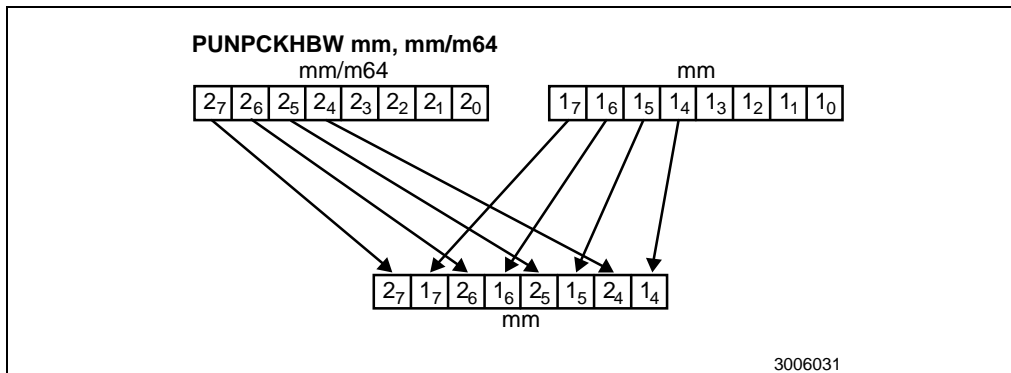 PUNPCKHBW mm, mm/m64
mm/m64 mm
2₇ 2₆ 2₅ 2₄ 2₃ 2₂ 2₁ 2₀ 1₇ 1₆ 1₅ 1₄ 1₃ 1₂ 1₁ 1₀
2₇ 1₇ 2₆ 1₆ 2₅ 1₅ 2₄ 1₄
mm
3006031